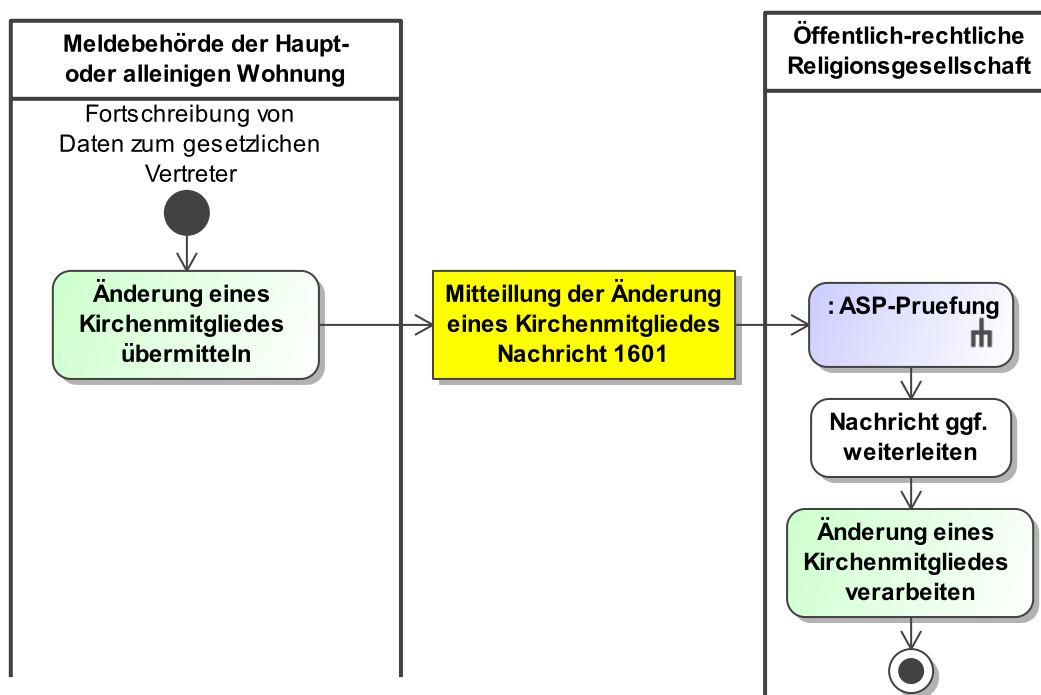 Meldebehörde der Haupt-
oder alleinigen Wohnung
Fortschreibung von
Daten zum gesetzlichen
Vertreter
Änderung eines
Kirchenmitgliedes
übermitteln
Mitteillung der Änderung
eines Kirchenmitgliedes
Nachricht 1601
Öffentlich-rechtliche
Religionsgesellschaft
: ASP-Pruefung
Nachricht ggf.
weiterleiten
Änderung eines
Kirchenmitgliedes
verarbeiten